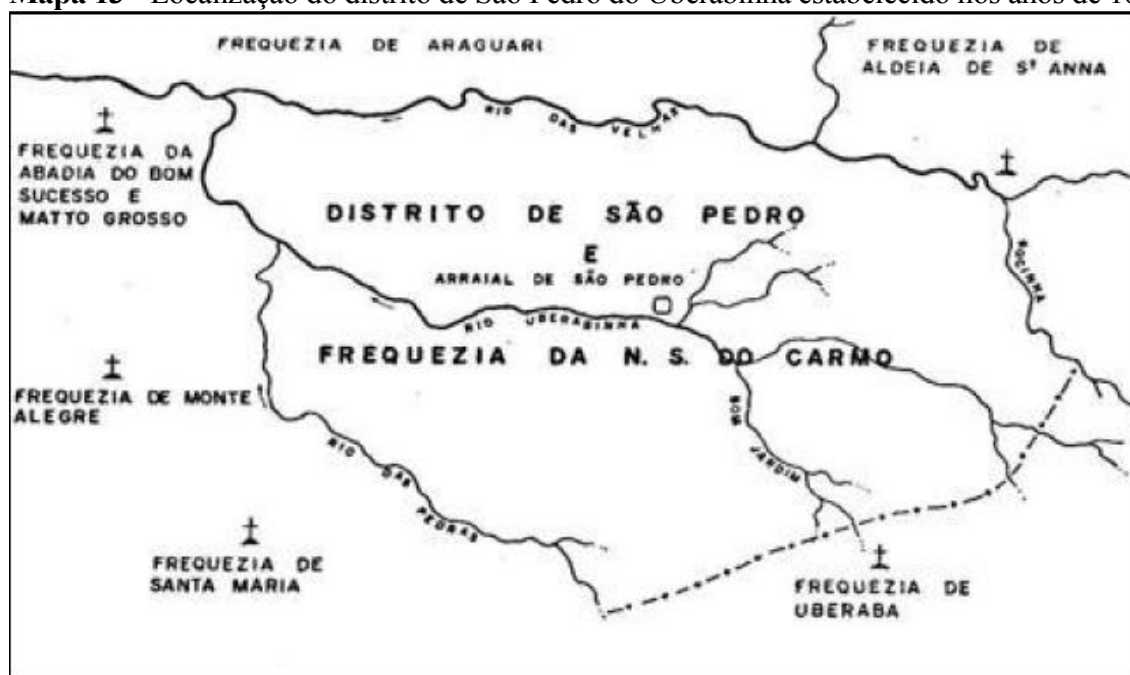 Mapa 15 - Localização do distrito de São Pedro do Uberabinha estabelecido nos anos de
FREQUEZIA DE ARAGUARI
FREQUEZIA DE
ALDEIA DE Sᵗ ANNA
RIO DAS VELHAS
FREQUEZIA DA
ABADIA DO BOM
SUCESSO E
MATTO GROSSO
DISTRITO DE SÃO PEDRO
E
ARRAIAL DE SÃO PEDRO
ROCINHA
RIO UBERABINHA
FREQUEZIA DA N. S. DO CARMO
FREQUEZIA DE MONTE
ALEGRE
BOM JARDIM
RIO DAS PEDRAS
FREQUEZIA DE
SANTA MARIA
FREQUEZIA DE
UBERABA